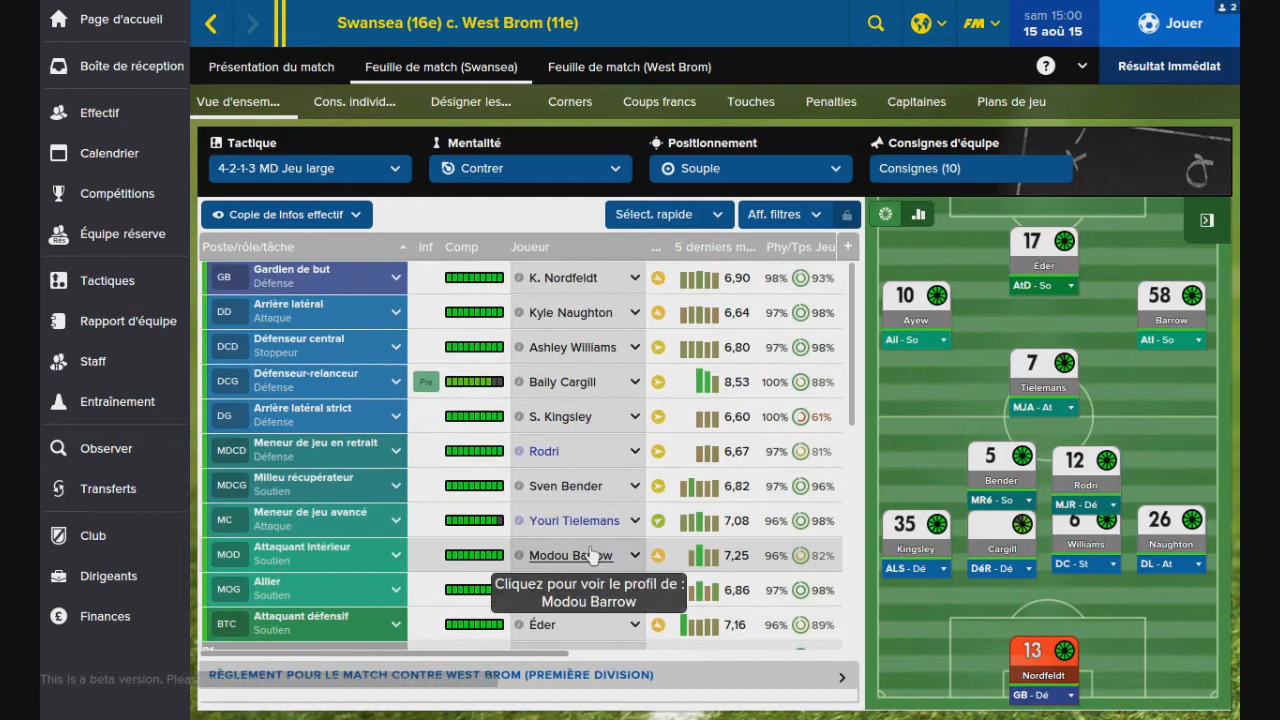 Page d'accueil
Boîte de réception
Effectif
Calendrier
Compétitions
Rés
Équipe réserve
Tactiques
Rapport d'équipe
Staff
Entraînement
Observer
Transferts
Club
Dirigeants
£ Finances
This is a beta version. Pleas
Swansea (16e) c. West Brom (11e)
FM
sam 15:00
15 aoû 15
Jouer
2
Présentation du match
Feuille de match (Swansea)
Feuille de match (West Brom)
?
Résultat Immédiat
Vue d'ensem...
Cons. individ...
Désigner les...
Corners
Coups francs
Touches
Penalties
Capitaines
Plans de jeu
Tactique
4-2-1-3 MD Jeu large
Mentalité
Contrer
Positionnement
Souple
Consignes d'équipe
Consignes (10)
Copie de Infos effectif
Sélect. rapide
Aff. filtres
Poste/rôle/tâche Inf Comp Joueur ... 5 derniers m... Phy/Tps Jeu +
GB Gardien de but Défense K. Nordfeldt 6,90 98% 93%
DD Arrière latéral Attaque Kyle Naughton 6,64 97% 98%
DCD Défenseur central Stoppeur Ashley Williams 6,80 97% 98%
DCG Défenseur-relanceur Défense Pre Baily Cargill 8,53 100% 88%
DG Arrière latéral strict Défense S. Kingsley 6,60 100% 61%
MDCD Meneur de jeu en retrait Défense Rodri 6,67 97% 81%
MDCG Milieu récupérateur Soutien Sven Bender 6,82 97% 96%
MC Meneur de jeu avancé Attaque Youri Tielemans 7,08 96% 98%
MOD Attaquant intérieur Soutien Modou Barrow 7,25 96% 82%
MOG Ailier Soutien 6,86 97% 98%
BTC Attaquant défensif Soutien Éder 7,16 96% 89%
Cliquez pour voir le profil de :
Modou Barrow
RÈGLEMENT POUR LE MATCH CONTRE WEST BROM (PREMIÈRE DIVISION)
17
Éder
AtD - So
10
Ayew
Ail - So
58
Barrow
AtI - So
7
Tielemans
MJA - At
5
Bender
MRé - So
12
Rodri
MJR - Dé
35
Kingsley
ALS - Dé
Cargill
DéR - Dé
6
Williams
DC - St
26
Naughton
DL - At
13
Nordfeldt
GB - Dé